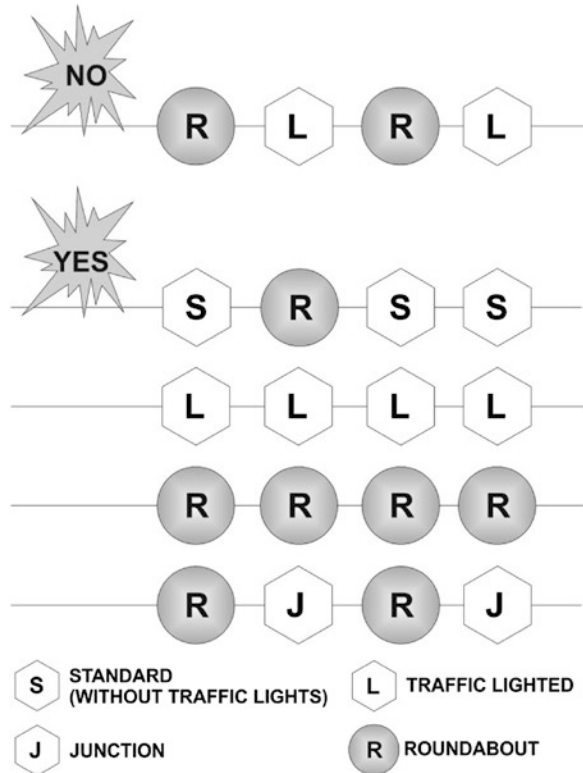 NO
R L R L
YES
S R S S
L L L L
R R R R
R J R J
S STANDARD
(WITHOUT TRAFFIC LIGHTS)
L TRAFFIC LIGHTED
J JUNCTION
R ROUNDABOUT